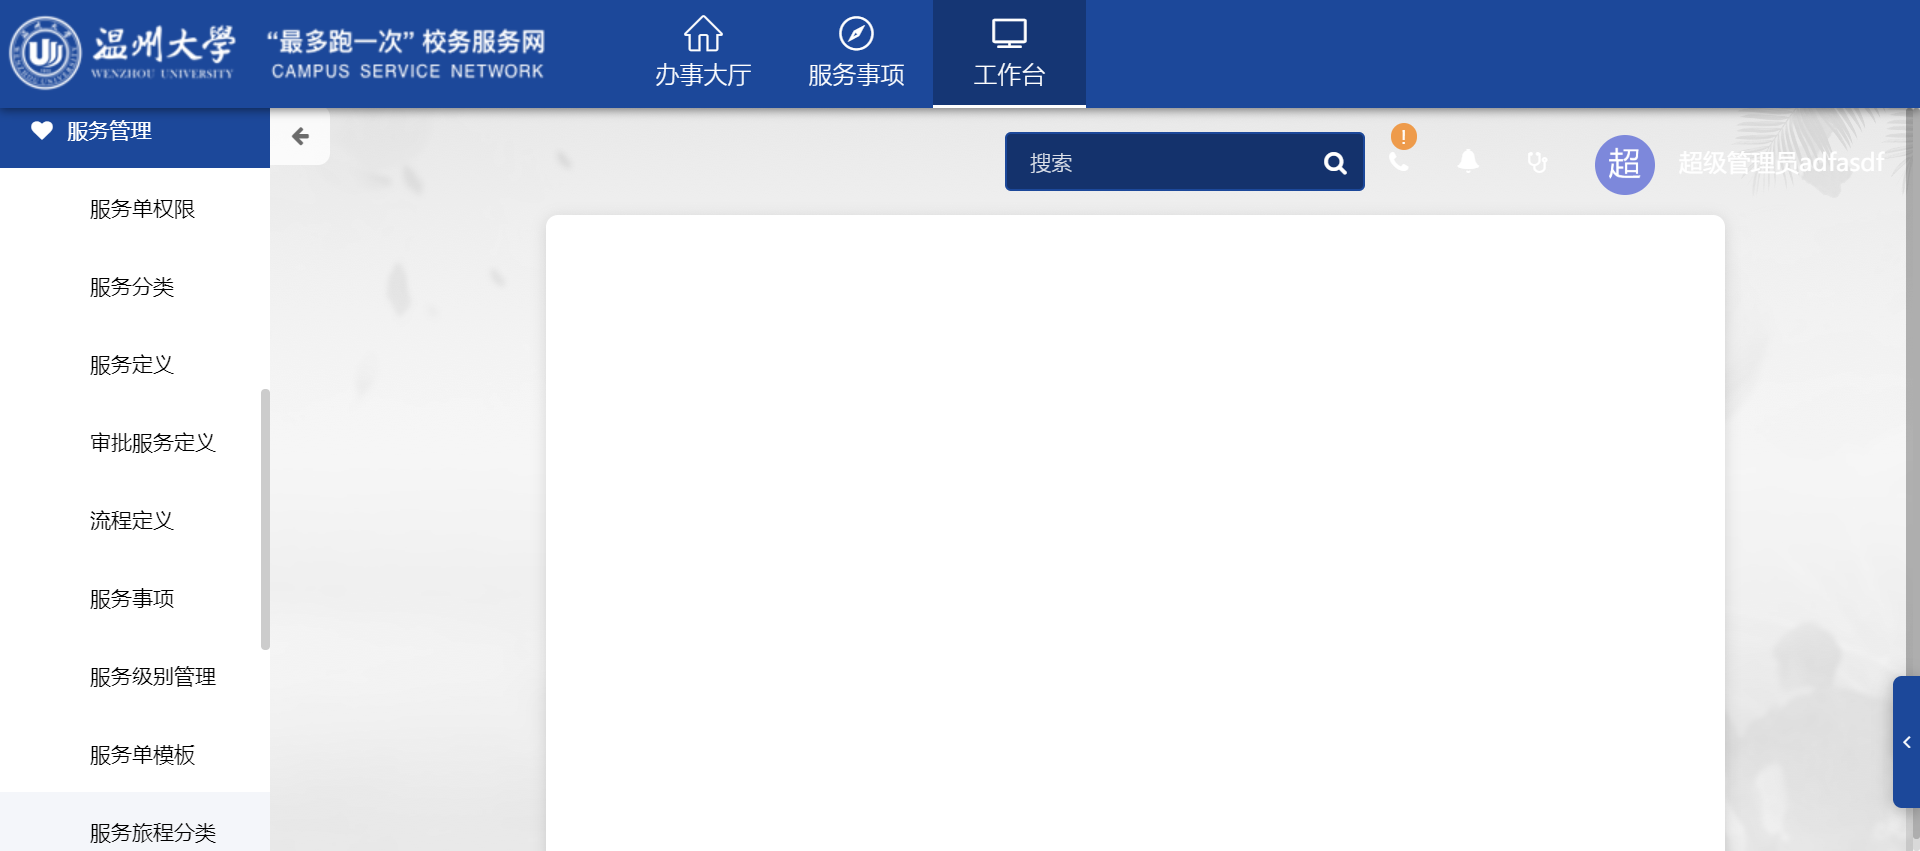 温州大学
WENZHOU UNIVERSITY
“最多跑一次”校务服务网
CAMPUS SERVICE NETWORK
办事大厅
服务事项
工作台
服务管理
搜索
!
超
超级管理员adfasdf
服务单权限
服务分类
服务定义
审批服务定义
流程定义
服务事项
服务级别管理
服务单模板
服务旅程分类